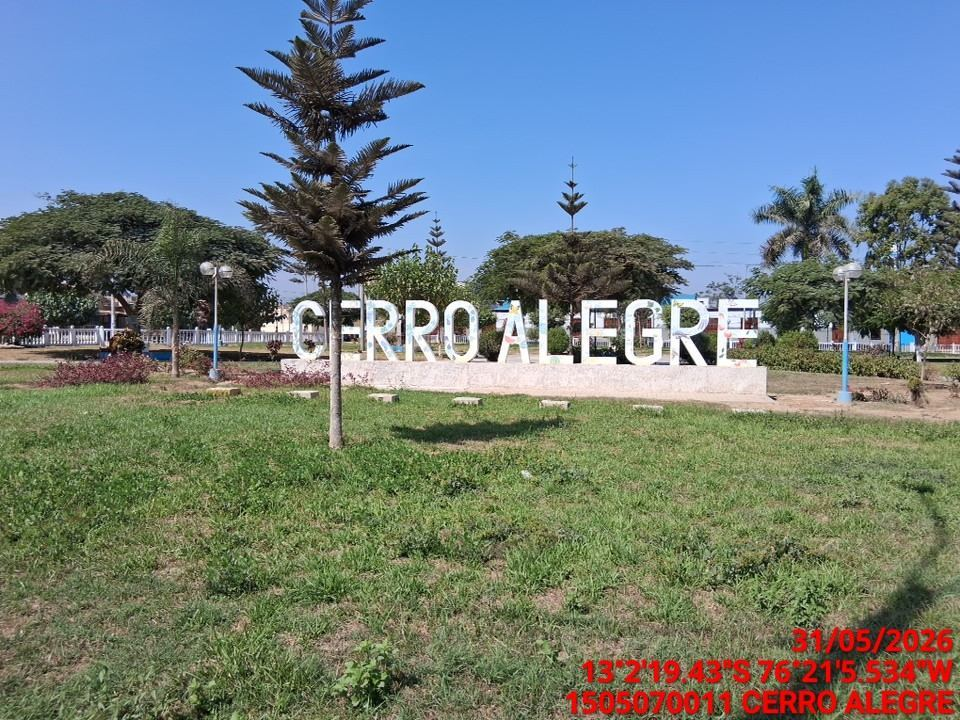 CERRO ALEGRE
31/05/2026
13°2'19.43"S 76°21'5.534"W
1505070011 CERRO ALEGRE